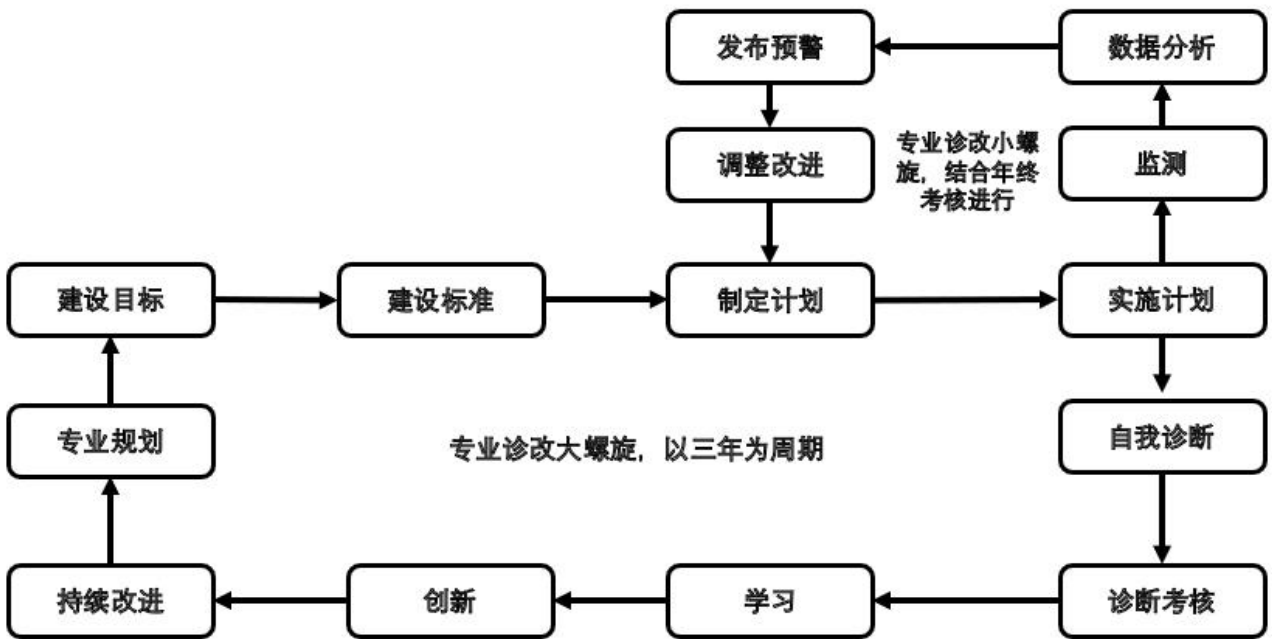 发布预警
数据分析
调整改进
专业诊改小螺
旋，结合年终
考核进行
监测
建设目标
建设标准
制定计划
实施计划
专业规划
专业诊改大螺旋，以三年为周期
自我诊断
持续改进
创新
学习
诊断考核